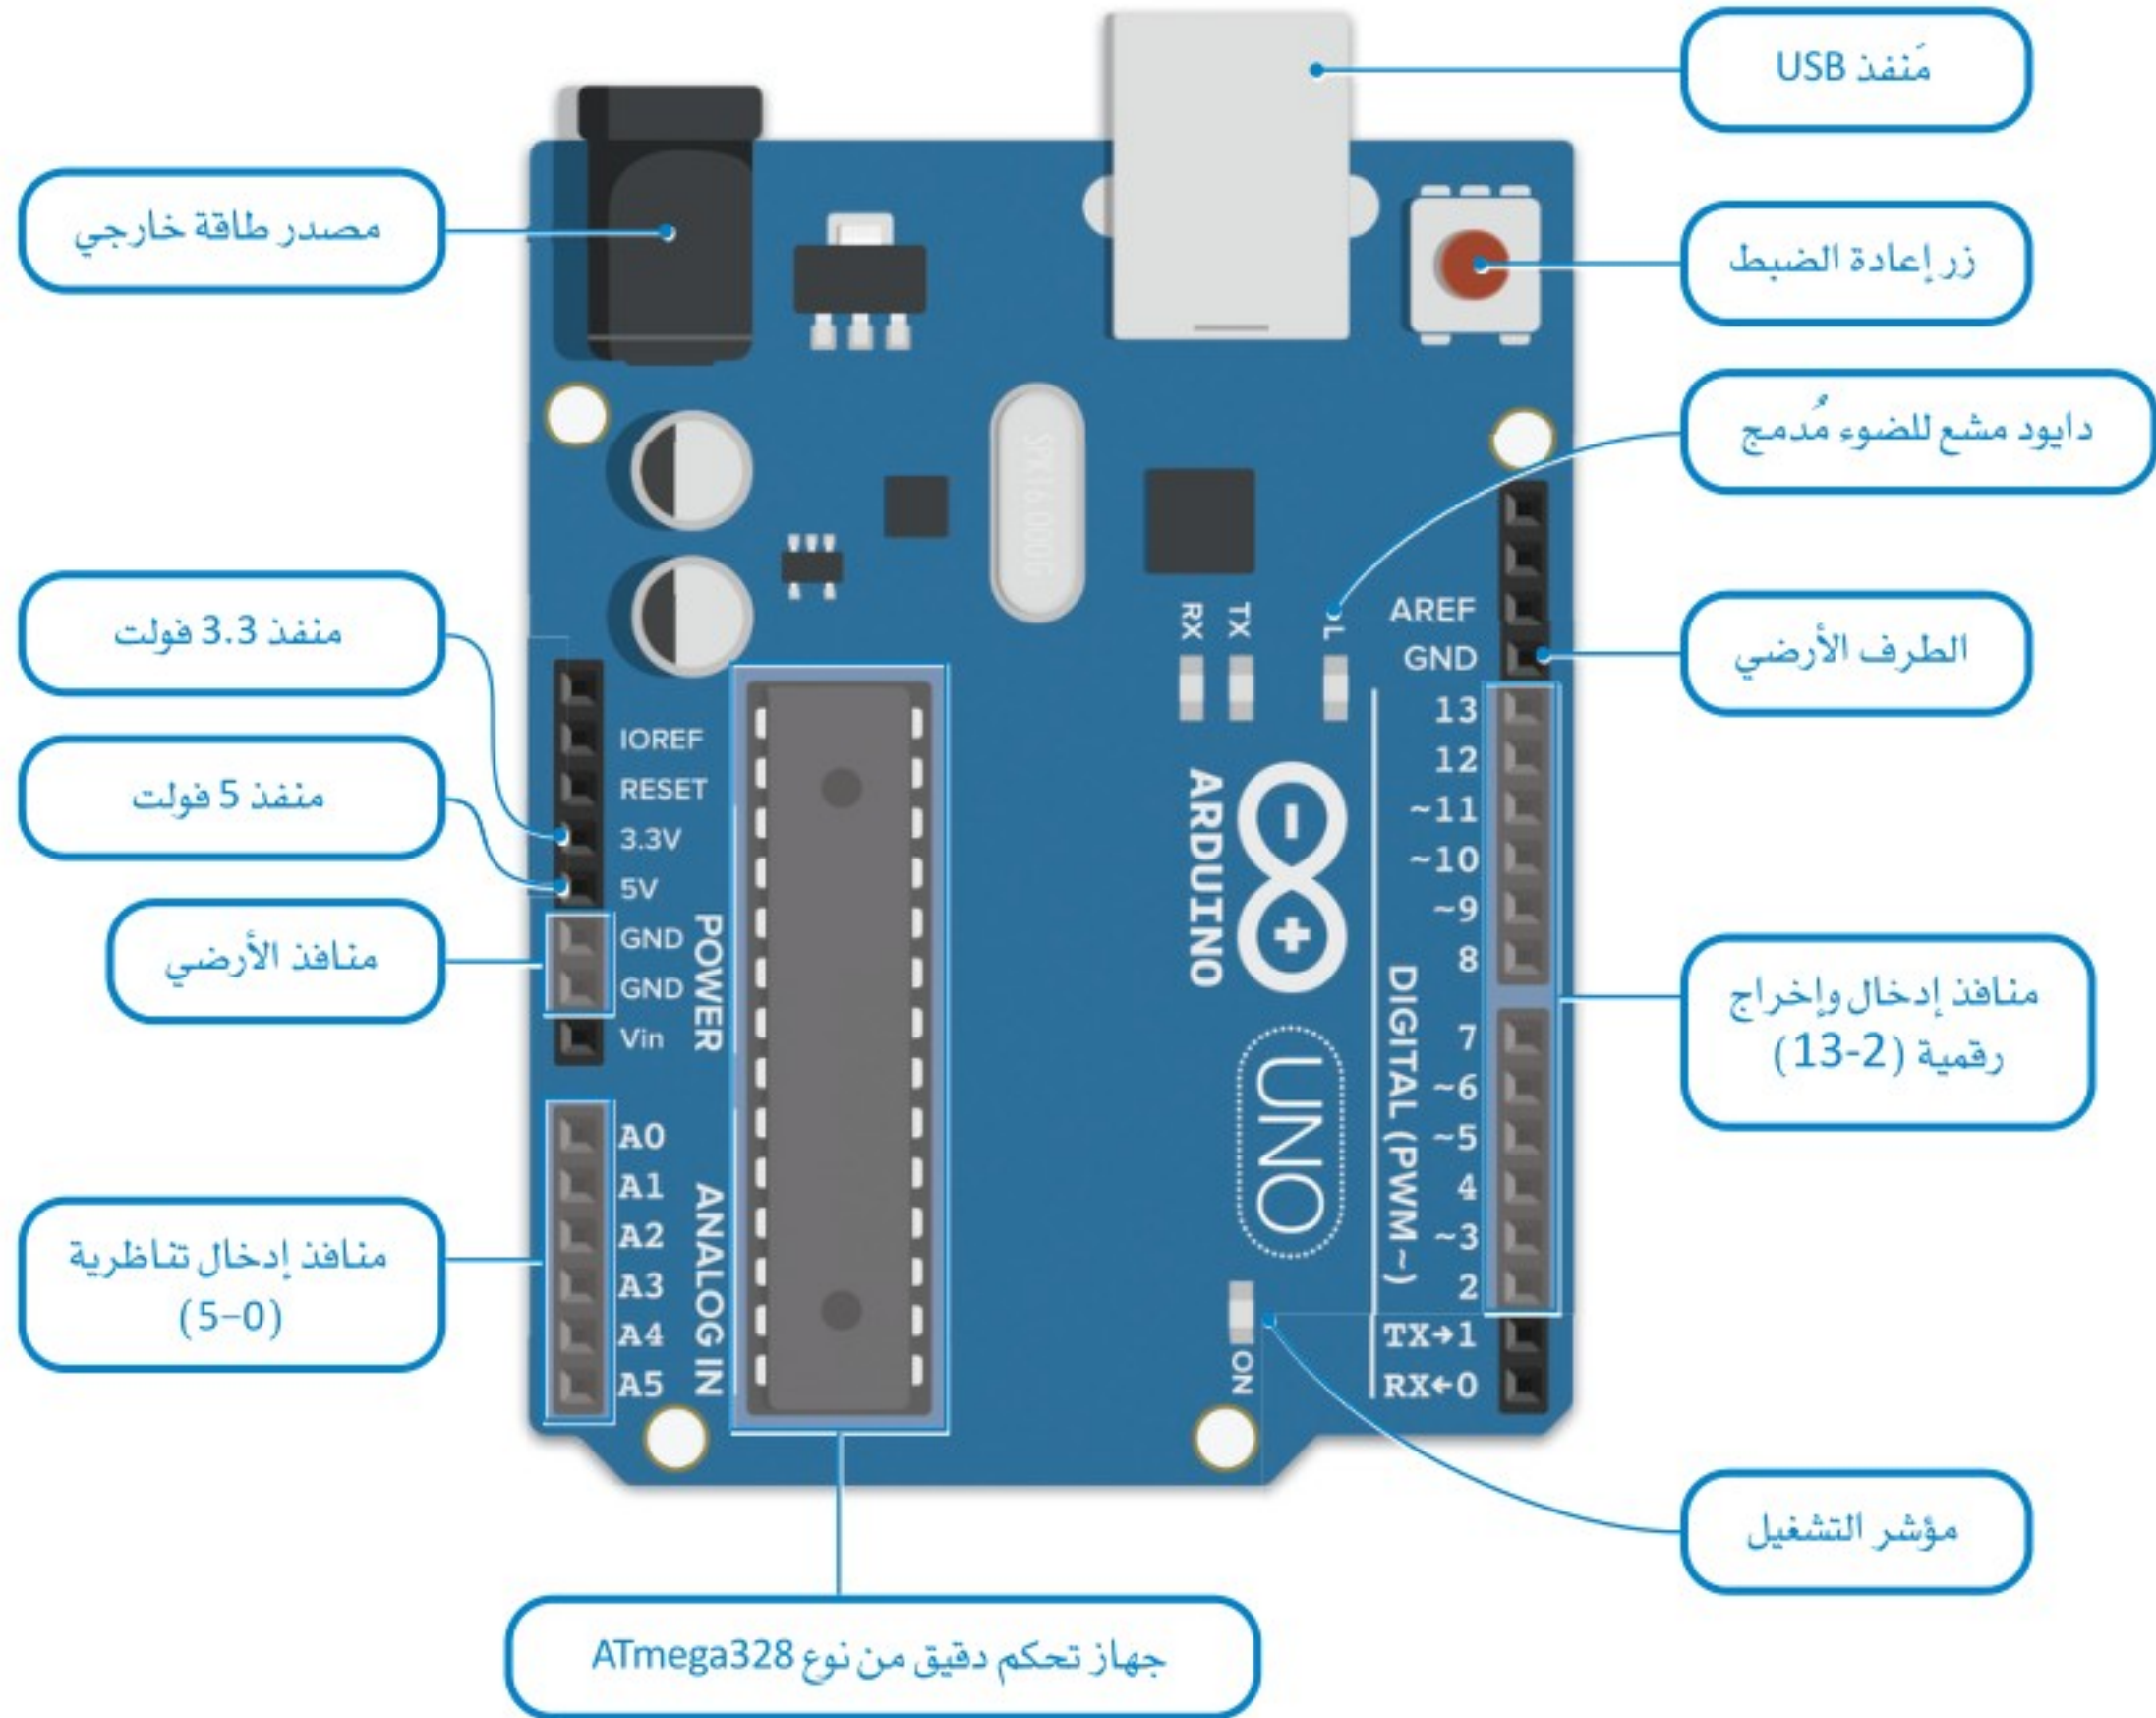 مَنفذ USB
زر إعادة الضبط
دايود مشع للضوء مُدمج
الطرف الأرضي
منافذ إدخال وإخراج
رقمية (2-13)
مؤشر التشغيل
مصدر طاقة خارجي
منفذ 3.3 فولت
منفذ 5 فولت
منافذ الأرضي
منافذ إدخال تناظرية
(0–5)
جهاز تحكم دقيق من نوع ATmega328
RX
TX
L
AREF
GND
13
12
~11
~10
~9
8
7
~6
~5
4
~3
2
TX→1
RX←0
DIGITAL (PWM~)
ARDUINO
UNO
ON
IOREF
RESET
3.3V
5V
GND
GND
Vin
POWER
A0
A1
A2
A3
A4
A5
ANALOG IN